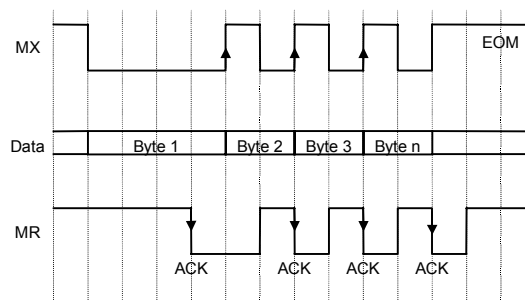 MX
EOM
Data Byte 1 Byte 2 Byte 3 Byte n
MR
ACK ACK ACK ACK